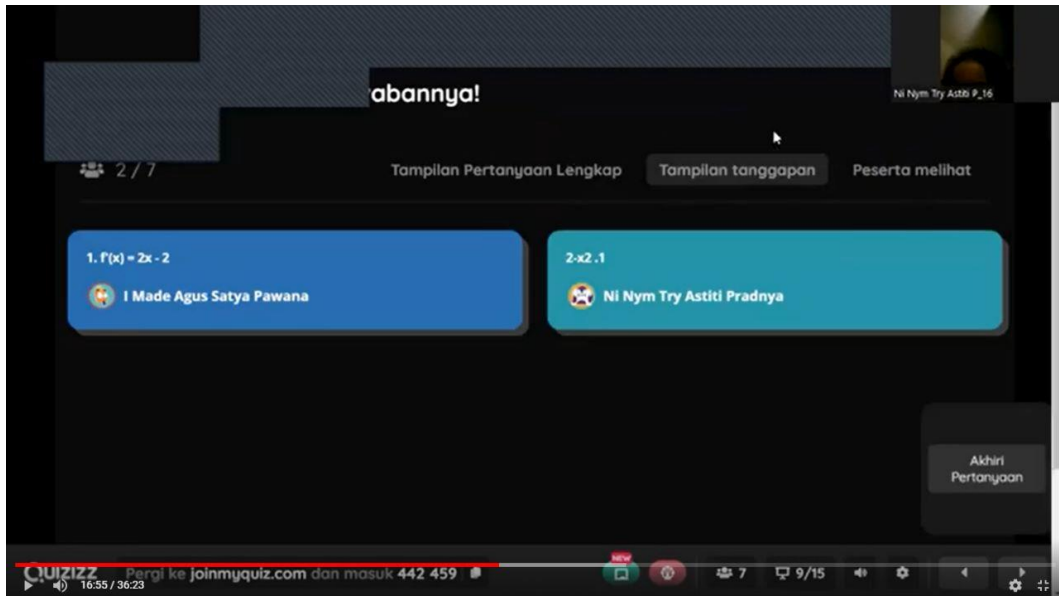 abannya!
Ni Nym Try Astiti P_16
2/7
Tampilan Pertanyaan Lengkap
Tampilan tanggapan
Peserta melihat
1. f'(x) = 2x - 2
I Made Agus Satya Pawana
2-x2 .1
Ni Nym Try Astiti Pradnya
Akhiri
Pertanyaan
NEW
QUIZIZZ
Pergi ke joinmyquiz.com dan masuk 442 459
7
9/15
16:55 / 36:23